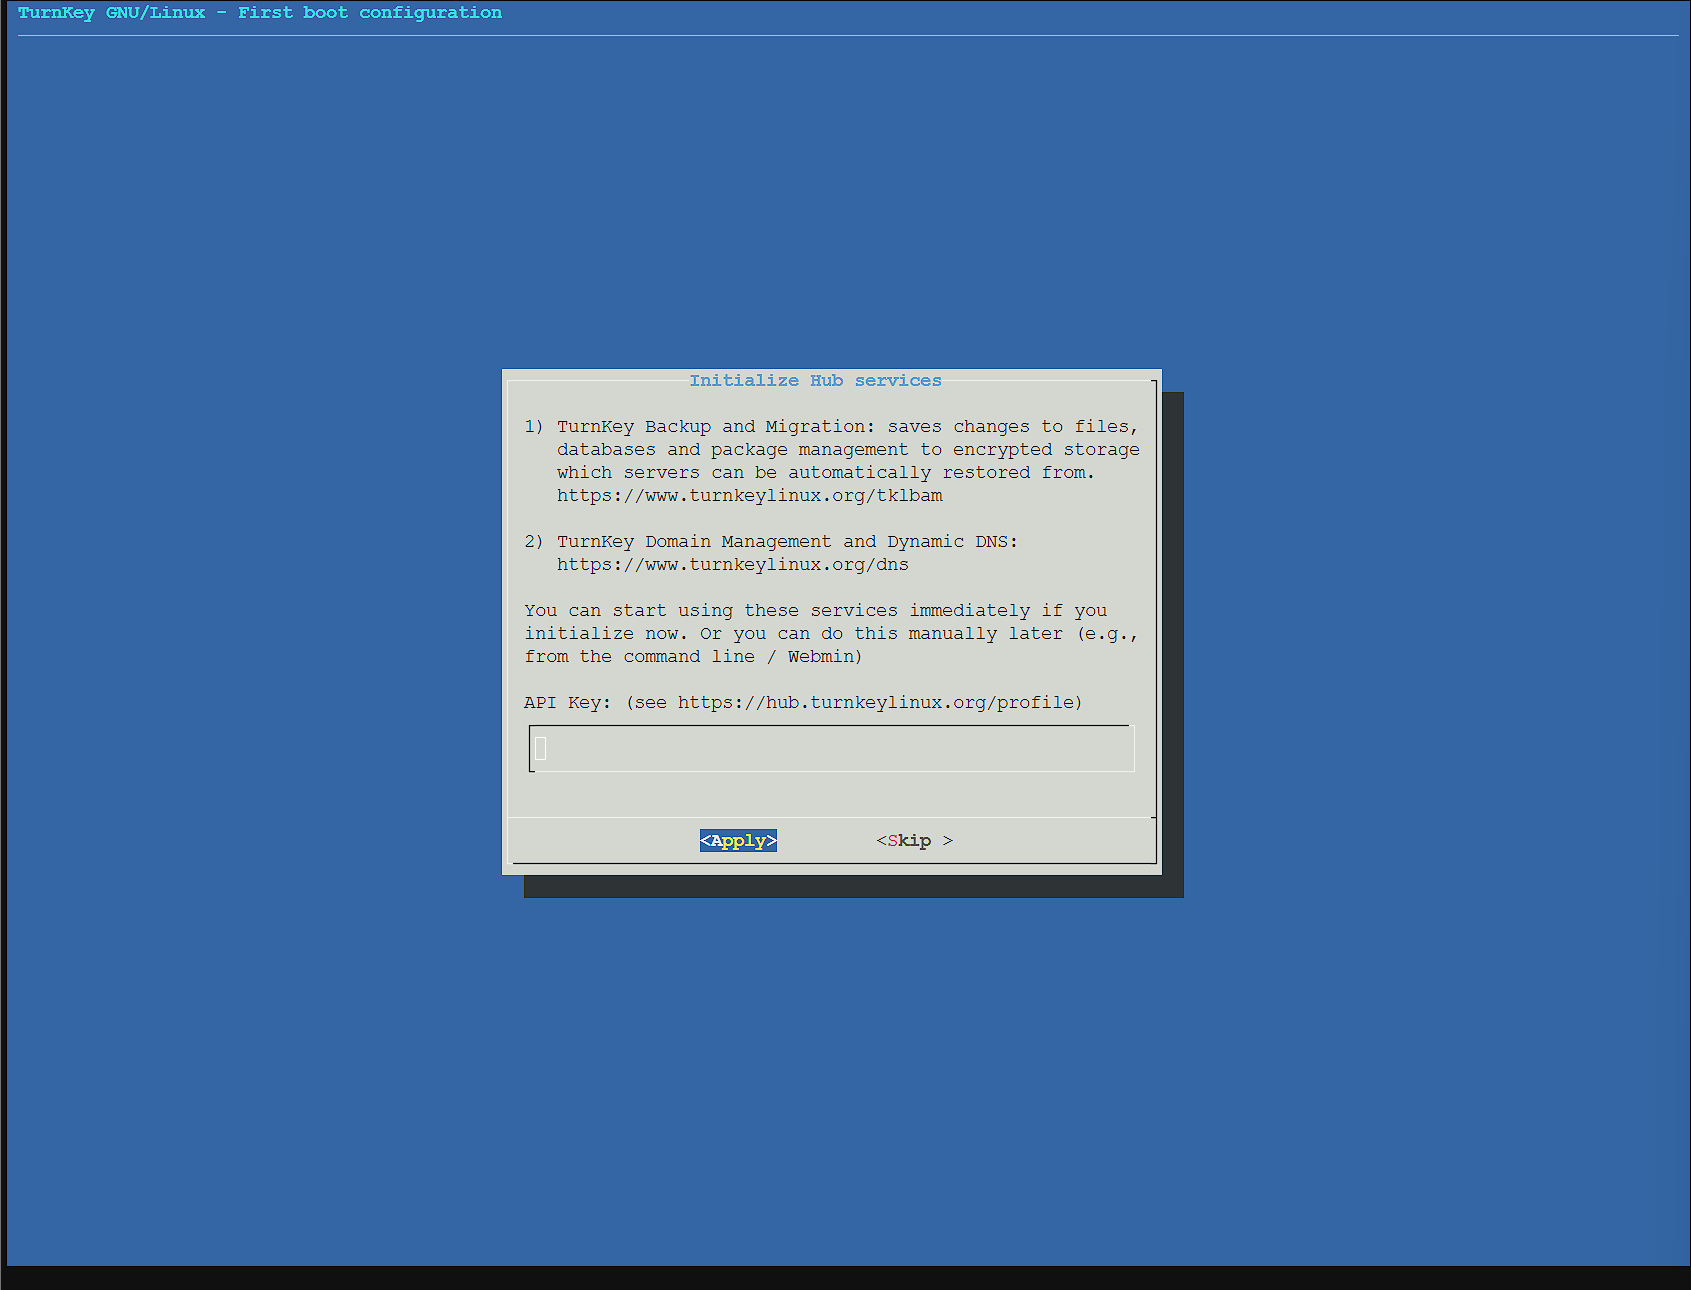 TurnKey GNU/Linux - First boot configuration
Initialize Hub services
1) TurnKey Backup and Migration: saves changes to files,
databases and package management to encrypted storage
which servers can be automatically restored from.
https://www.turnkeylinux.org/tklbam
2) TurnKey Domain Management and Dynamic DNS:
https://www.turnkeylinux.org/dns
You can start using these services immediately if you
initialize now. Or you can do this manually later (e.g.,
from the command line / Webmin)
API Key: (see https://hub.turnkeylinux.org/profile)
<Apply> <Skip >